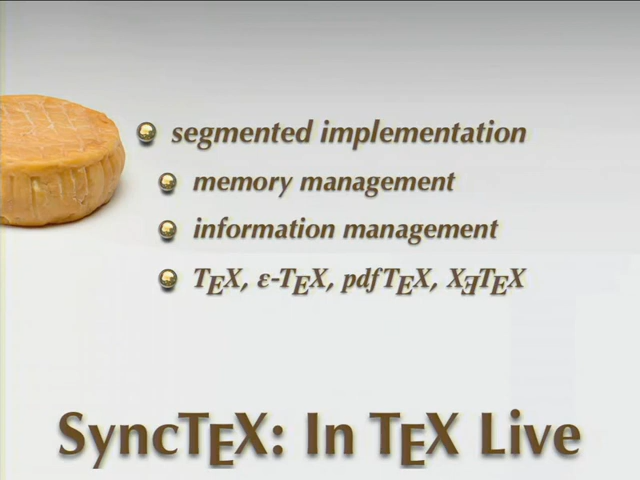 segmented implementation
memory management
information management
TEX, ε-TEX, pdfTEX, XƎTEX
SyncTEX: In TEX Live